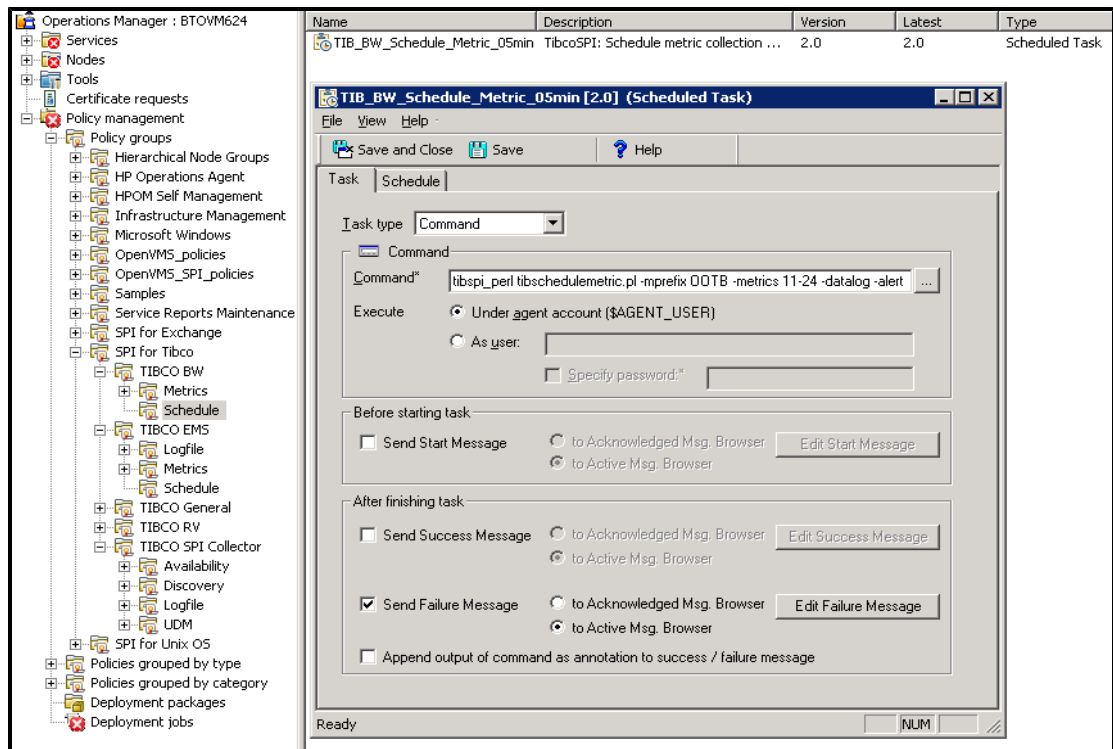 Operations Manager : BTOVM624
Services
Nodes
Tools
Certificate requests
Policy management
Policy groups
Hierarchical Node Groups
HP Operations Agent
HPOM Self Management
Infrastructure Management
Microsoft Windows
OpenVMS_policies
OpenVMS_SPI_policies
Samples
Service Reports Maintenance
SPI for Exchange
SPI for Tibco
TIBCO BW
Metrics
Schedule
TIBCO EMS
Logfile
Metrics
Schedule
TIBCO General
TIBCO RV
TIBCO SPI Collector
Availability
Discovery
Logfile
UDM
SPI for Unix OS
Policies grouped by type
Policies grouped by category
Deployment packages
Deployment jobs
Name Description Version Latest Type
TIB_BW_Schedule_Metric_05min TibcoSPI: Schedule metric collection ... 2.0 2.0 Scheduled Task
TIB_BW_Schedule_Metric_05min [2.0] (Scheduled Task)
File View Help
Save and Close Save Help
Task Schedule
Task type Command
Command
Command* tibspi_perl tibschedulemetric.pl -mprefix OOTB -metrics 11-24 -datalog -alert ...
Execute Under agent account ($AGENT_USER)
As user:
Specify password:*
Before starting task
Send Start Message to Acknowledged Msg. Browser Edit Start Message
to Active Msg. Browser
After finishing task
Send Success Message to Acknowledged Msg. Browser Edit Success Message
to Active Msg. Browser
Send Failure Message to Acknowledged Msg. Browser Edit Failure Message
to Active Msg. Browser
Append output of command as annotation to success / failure message
Ready NUM